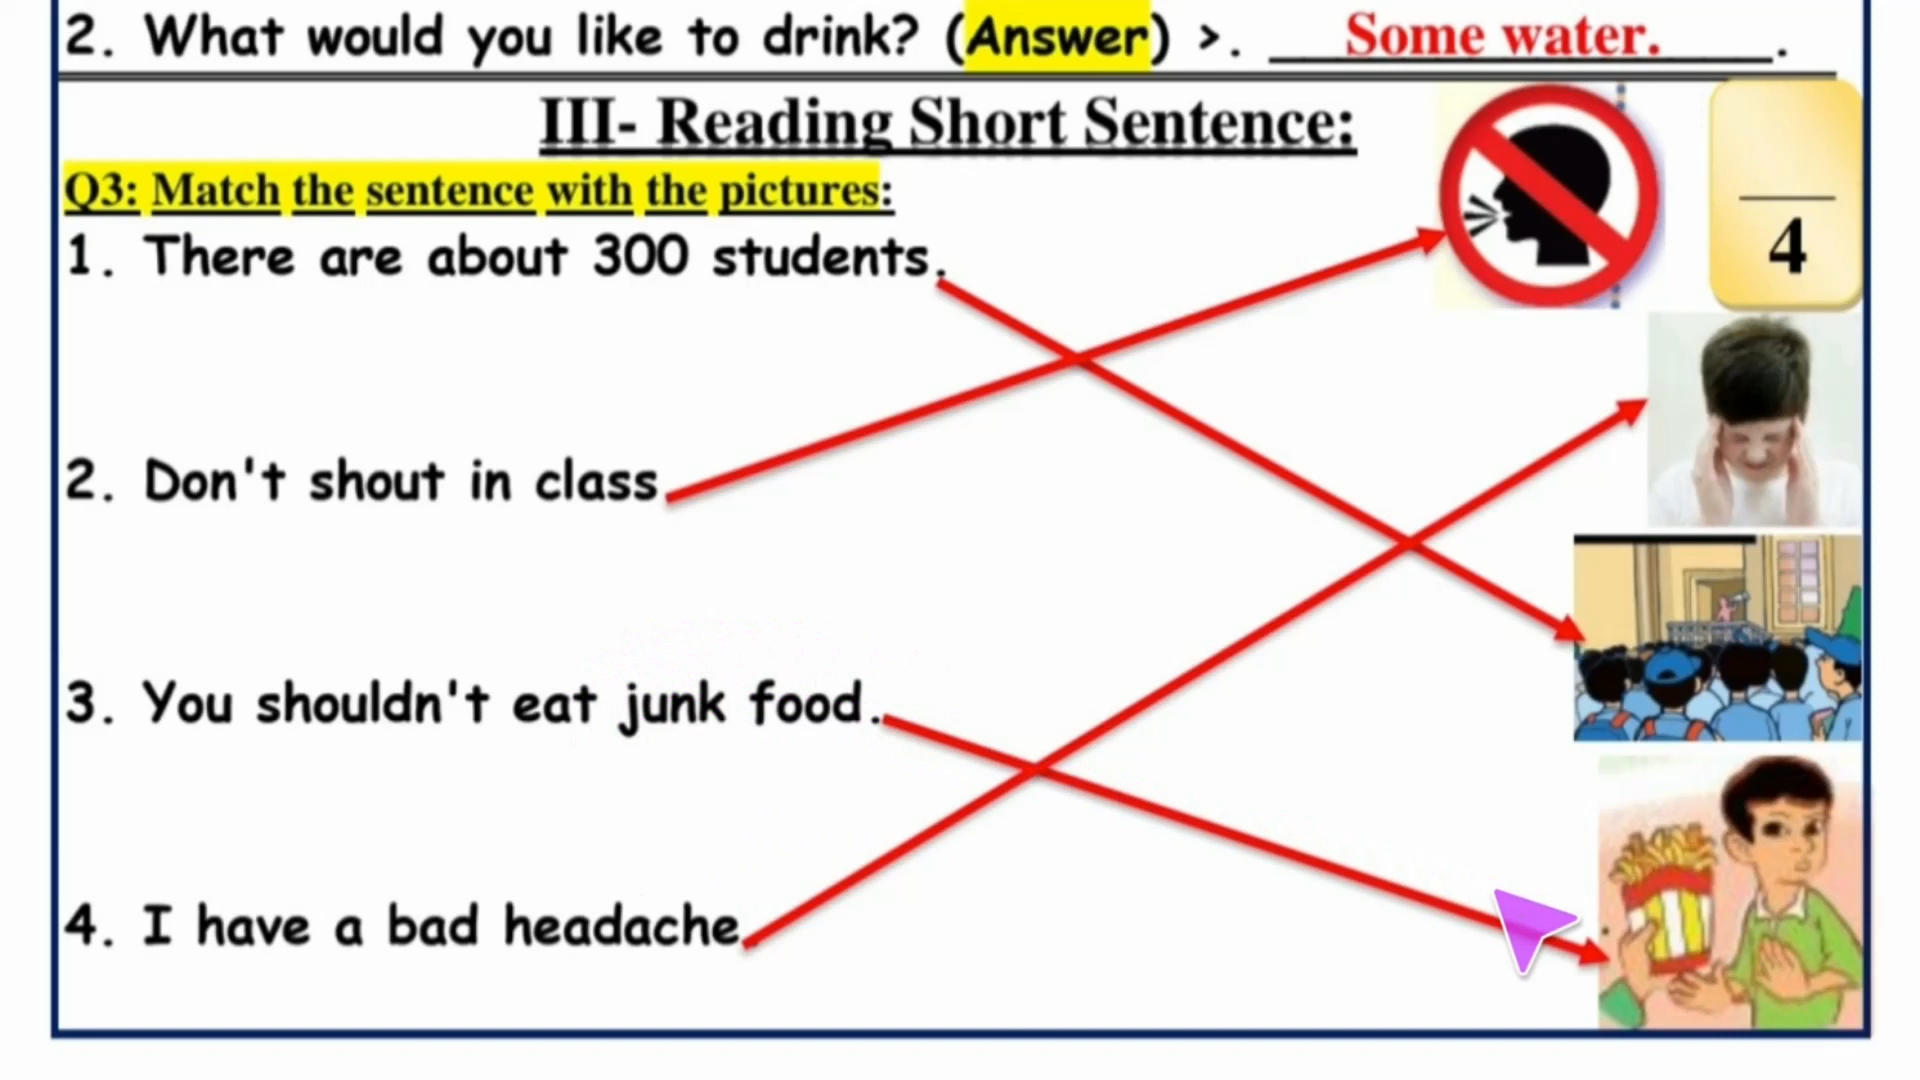 2. What would you like to drink? (Answer) >. Some water. .
III- Reading Short Sentence:
4
Q3: Match the sentence with the pictures:
1. There are about 300 students.
2. Don't shout in class
3. You shouldn't eat junk food.
4. I have a bad headache